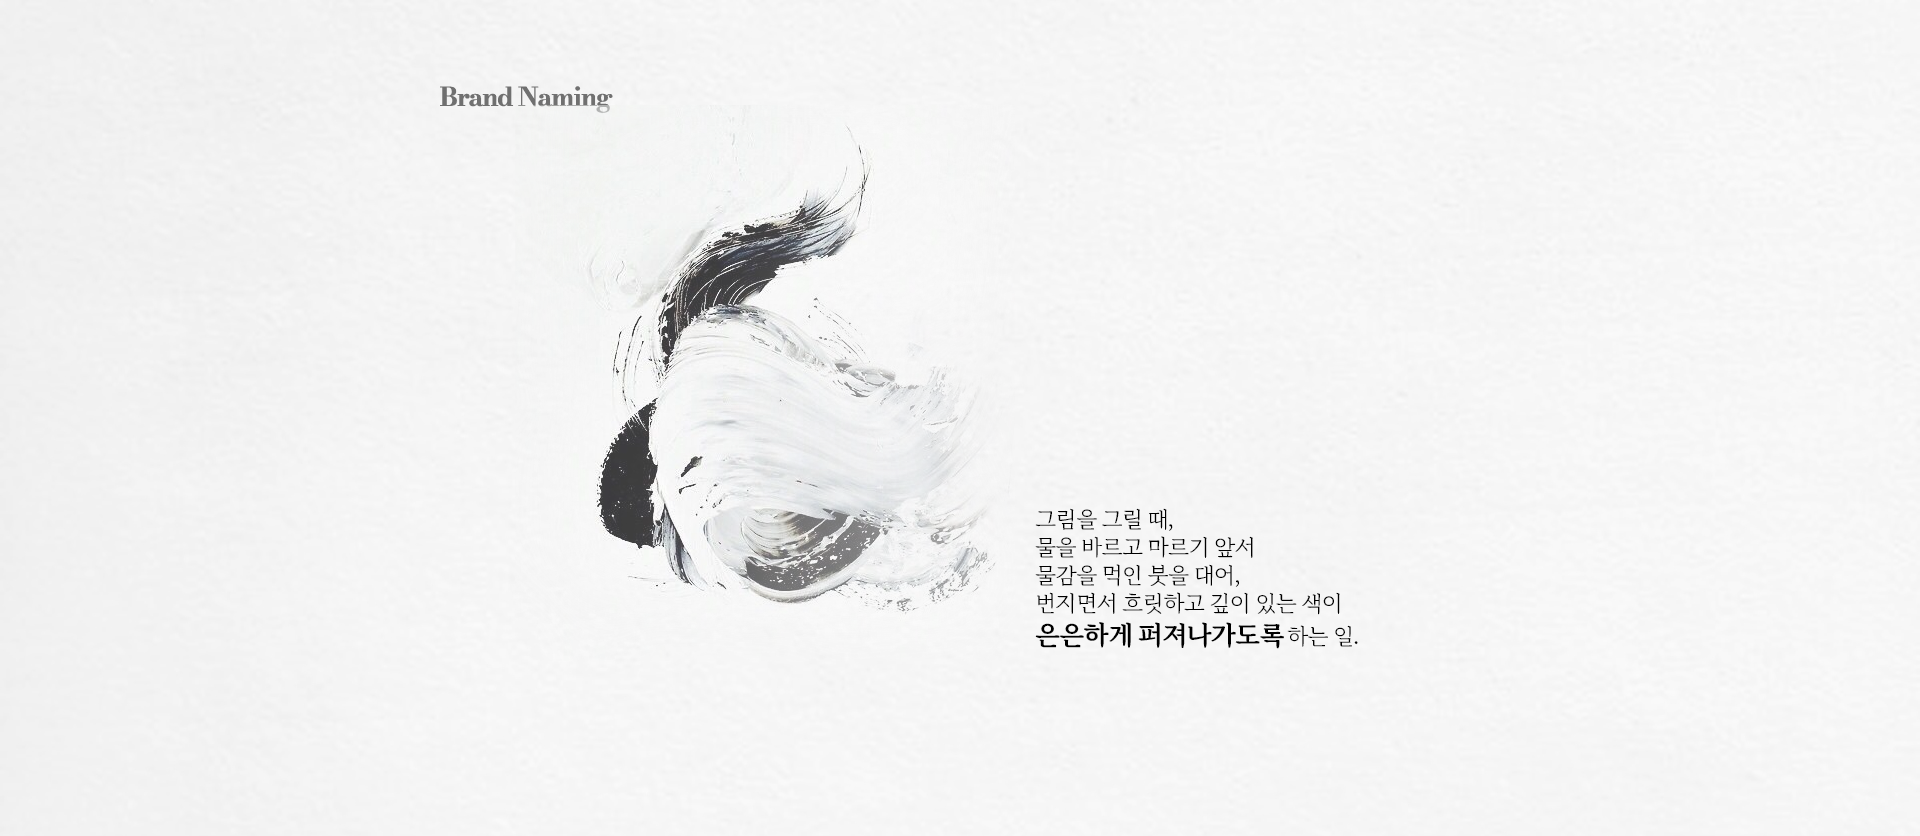 Brand Naming
그림을 그릴 때,
물을 바르고 마르기 앞서
물감을 먹인 붓을 대어,
번지면서 흐릿하고 깊이 있는 색이
은은하게 퍼져나가도록 하는 일.